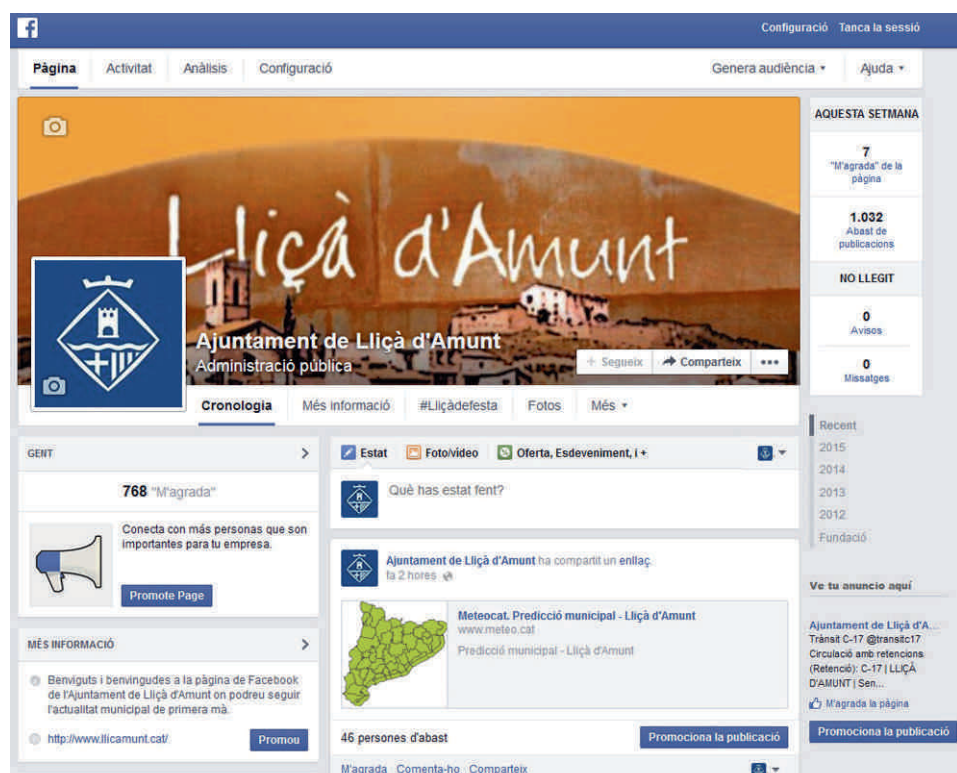 Configuració Tanca la sessió
Pàgina Activitat Anàlisis Configuració Genera audiència Ajuda
Lliçà d'Amunt
Ajuntament de Lliçà d'Amunt
Administració pública
+ Segueix Comparteix •••
Cronologia Més informació #Lliçàdefesta Fotos Més
AQUESTA SETMANA
7
"M'agrada" de la
pàgina
1.032
Abast de
publicacions
NO LLEGIT
0
Avisos
0
Missatges
Recent
2015
2014
2013
2012
Fundació
GENT
768 "M'agrada"
Conecta con más personas que son
importantes para tu empresa.
Promote Page
MÉS INFORMACIÓ
Benviguts i benvingudes a la pàgina de Facebook
de l'Ajuntament de Lliçà d'Amunt on podreu seguir
l'actualitat municipal de primera mà.
http://www.llicamunt.cat/ Promou
Estat Foto/vídeo Oferta, Esdeveniment, i +
Què has estat fent?
Ajuntament de Lliçà d'Amunt ha compartit un enllaç.
fa 2 hores
Meteocat. Predicció municipal - Lliçà d'Amunt
www.meteo.cat
Predicció municipal - Lliçà d'Amunt
46 persones d'abast Promociona la publicació
M'agrada Comenta-ho Comparteix
Ve tu anuncio aquí
Ajuntament de Lliçà d'A...
Trànsit C-17 @transitc17
Circulació amb retencions.
(Retenció): C-17 | LLIÇÀ
D'AMUNT | Sen...
M'agrada la pàgina
Promociona la publicació